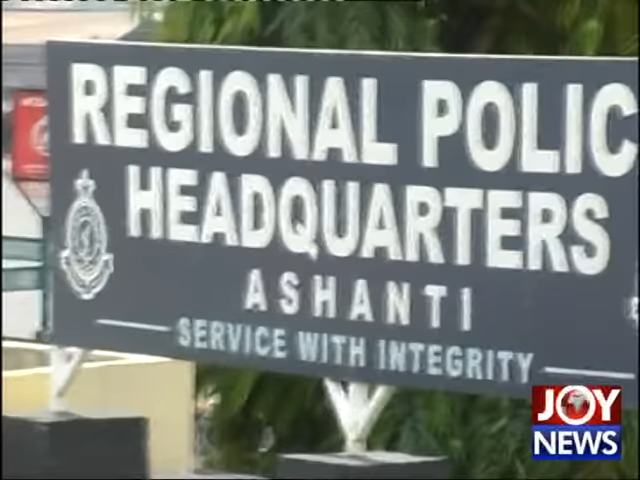 REGIONAL POLIC
HEADQUARTERS
ASHANTI
SERVICE WITH INTEGRITY
JOY
NEWS